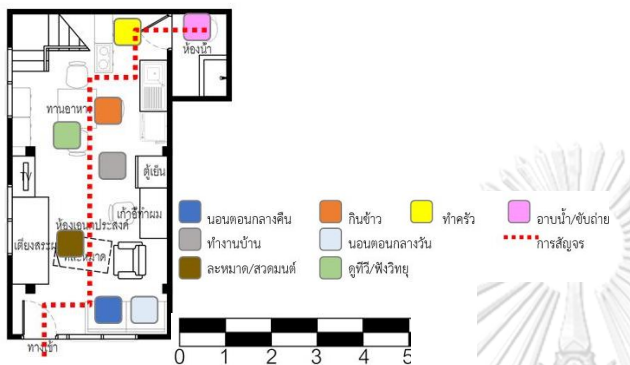 ห้องน้ำ
ทานอาหาร
ตู้เย็น
TV
เก้าอี้ทำผม
ห้องเอนกประสงค์
เตียงสระผม
ละหมาด
ทางเข้า
นอนตอนกลางคืน
กินข้าว
ทำครัว
อาบน้ำ/ขับถ่าย
ทำงานบ้าน
นอนตอนกลางวัน
การสัญจร
ละหมาด/สวดมนต์
ดูทีวี/ฟังวิทยุ
0 1 2 3 4 5